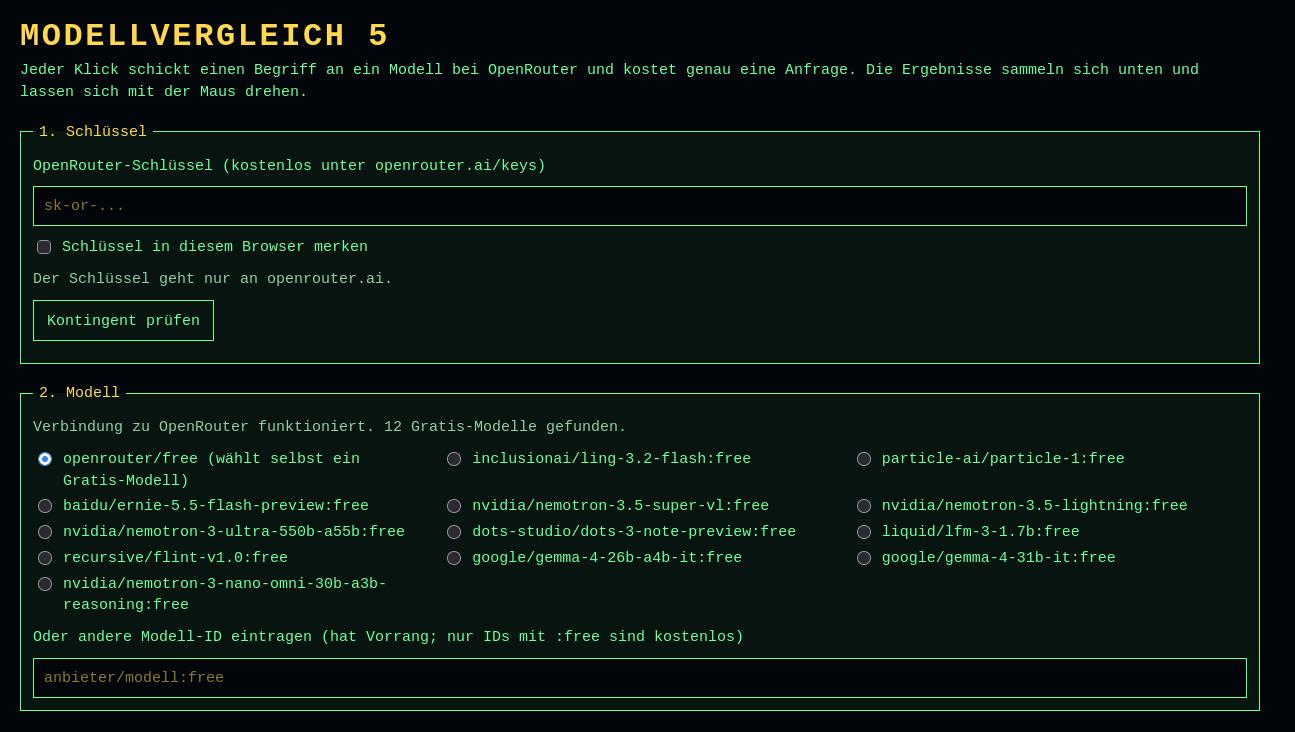 MODELLVERGLEICH 5
Jeder Klick schickt einen Begriff an ein Modell bei OpenRouter und kostet genau eine Anfrage. Die Ergebnisse sammeln sich unten und
lassen sich mit der Maus drehen.
1. Schlüssel
OpenRouter-Schlüssel (kostenlos unter openrouter.ai/keys)
sk-or-...
Schlüssel in diesem Browser merken
Der Schlüssel geht nur an openrouter.ai.
Kontingent prüfen
2. Modell
Verbindung zu OpenRouter funktioniert. 12 Gratis-Modelle gefunden.
openrouter/free (wählt selbst ein
Gratis-Modell)
inclusionai/ling-3.2-flash:free
particle-ai/particle-1:free
baidu/ernie-5.5-flash-preview:free
nvidia/nemotron-3.5-super-vl:free
nvidia/nemotron-3.5-lightning:free
nvidia/nemotron-3-ultra-550b-a55b:free
dots-studio/dots-3-note-preview:free
liquid/lfm-3-1.7b:free
recursive/flint-v1.0:free
google/gemma-4-26b-a4b-it:free
google/gemma-4-31b-it:free
nvidia/nemotron-3-nano-omni-30b-a3b-
reasoning:free
Oder andere Modell-ID eintragen (hat Vorrang; nur IDs mit :free sind kostenlos)
anbieter/modell:free